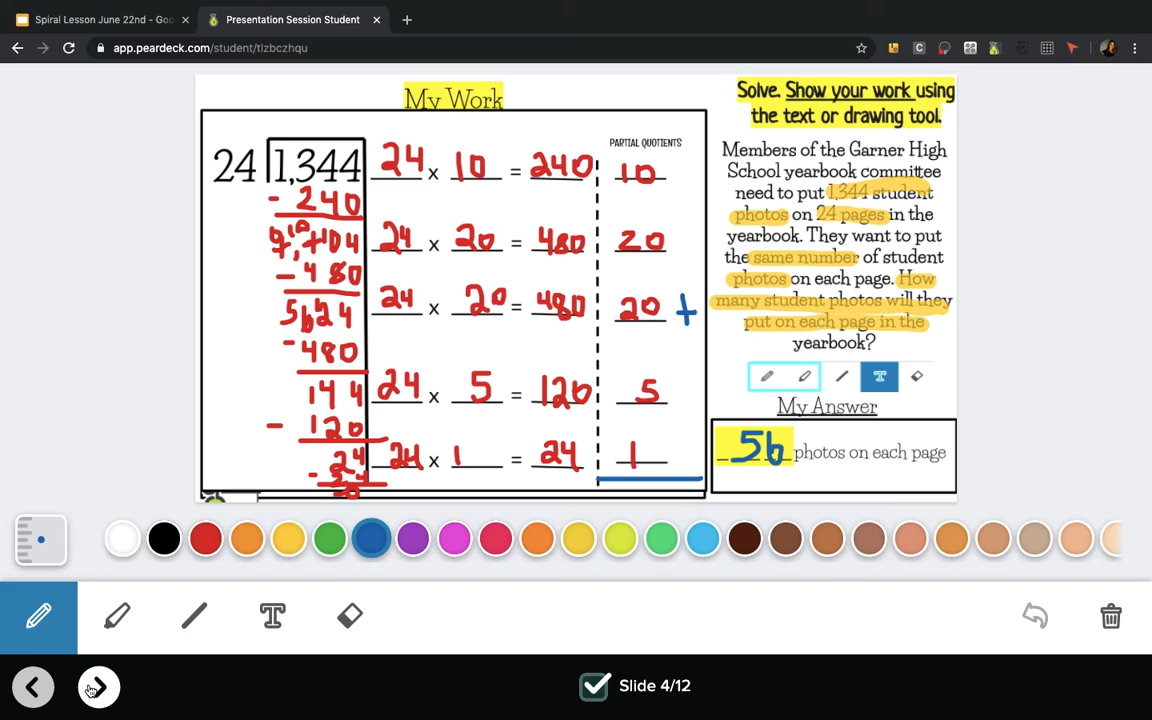 Spiral Lesson June 22nd - Goo
Presentation Session Student
app.peardeck.com/student/tlzbczhqu
My Work
24 1,344
24 x 10 = 240
PARTIAL QUOTIENTS
10
- 240
24 x 20 = 480
20
- 480
24 x 20 = 480
20 +
5624
- 480
24 x 5 = 120
5
144
- 120
24 x 1 = 24
1
24
- 24
0
Solve. Show your work using
the text or drawing tool.
Members of the Garner High
School yearbook committee
need to put 1,344 student
photos on 24 pages in the
yearbook. They want to put
the same number of student
photos on each page. How
many student photos will they
put on each page in the
yearbook?
T
My Answer
56 photos on each page
T
Slide 4/12